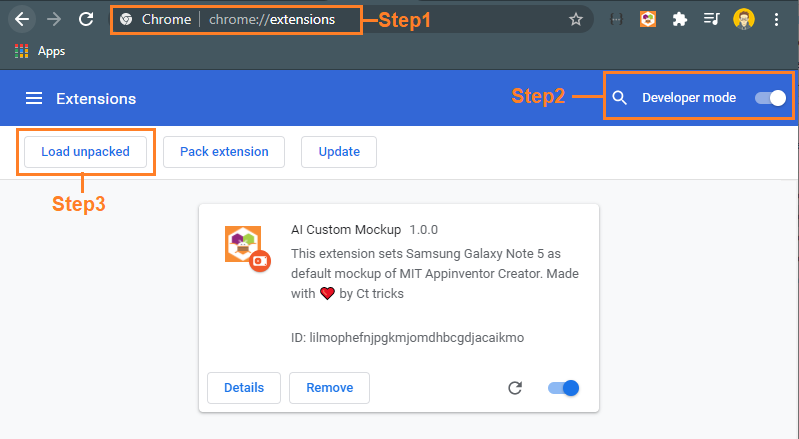 Chrome chrome://extensions
Step1
Apps
Extensions
Step2
Developer mode
Load unpacked
Pack extension
Update
Step3
AI Custom Mockup 1.0.0
This extension sets Samsung Galaxy Note 5 as
default mockup of MIT Appinventor Creator. Made
with ❤ by Ct tricks
ID: lilmophefnjpgkmjomdhbcgdjacaikmo
Details
Remove